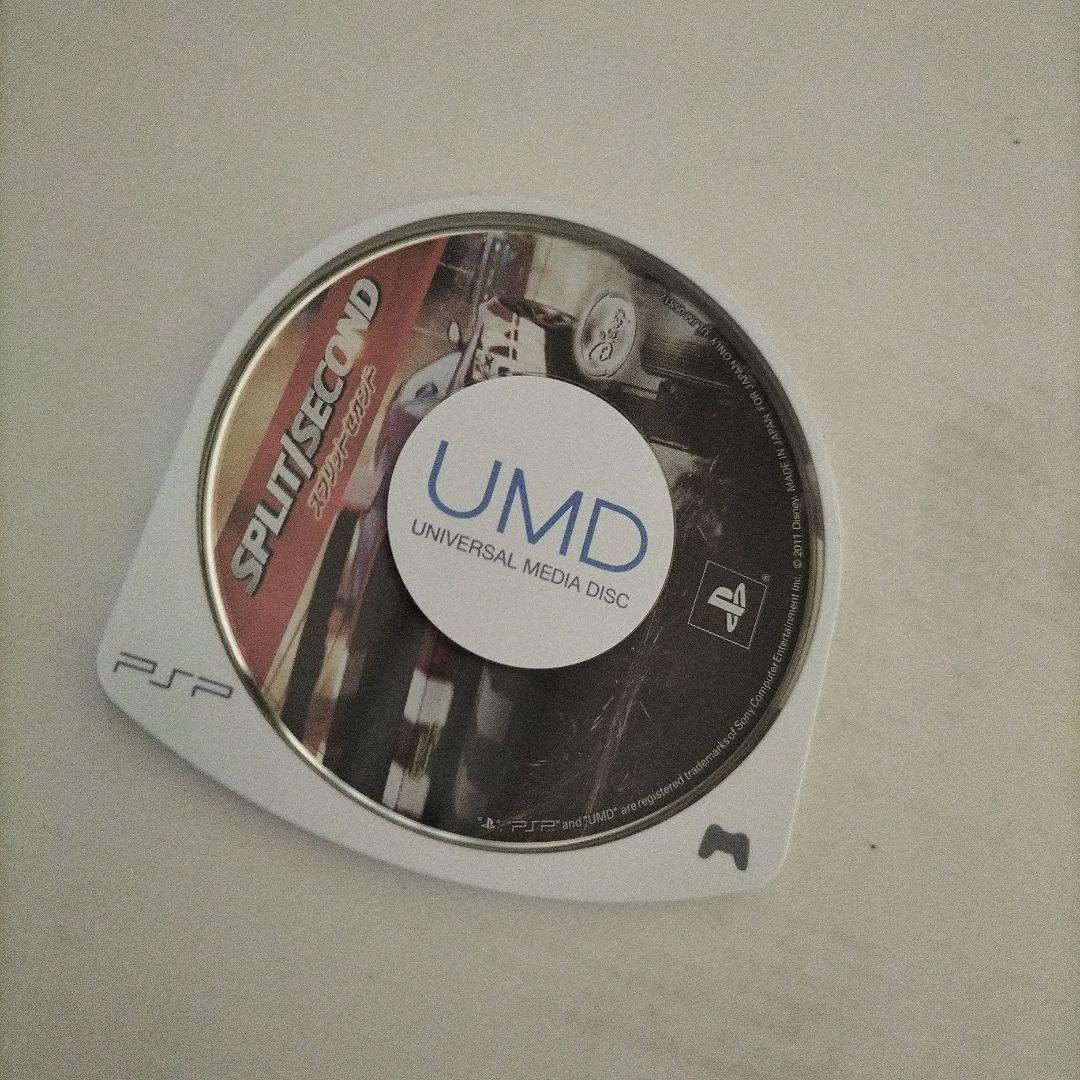 SPLIT/SECOND
スプリット・セカンド
Disney
UMD
UNIVERSAL MEDIA DISC
MADE IN JAPAN FOR JAPAN ONLY
" " "PSP" and "UMD" are registered trademarks of Sony Computer Entertainment Inc. © 2011 Disney.
®
PSP